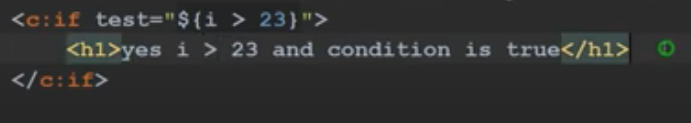 <c:if test="${i > 23}">
<h1>yes i > 23 and condition is true</h1>
</c:if>